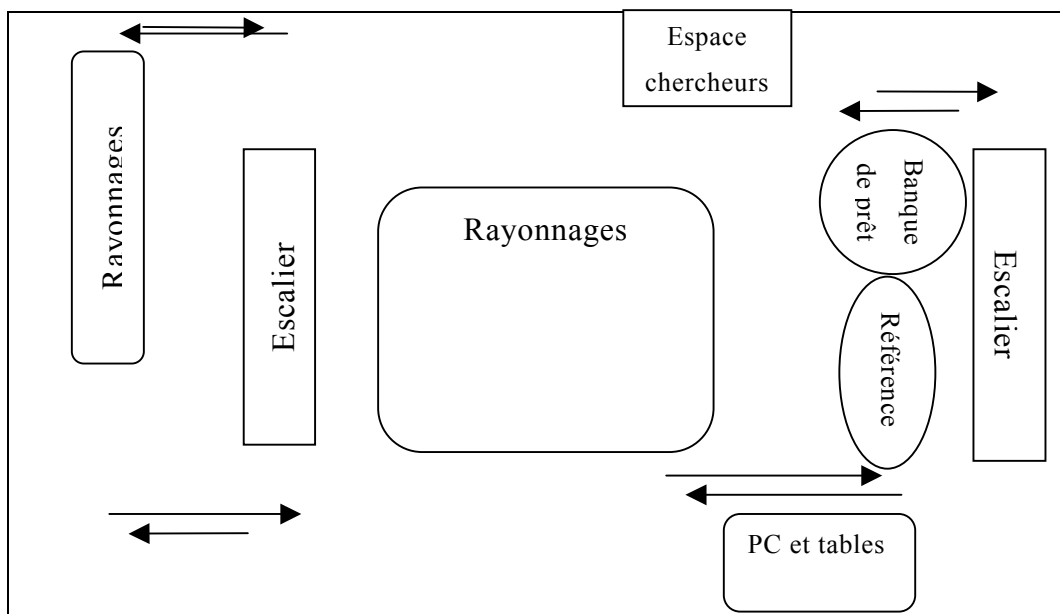 Espace
chercheurs
Rayonnages
Escalier
Rayonnages
Banque
de prêt
Référence
Escalier
PC et tables